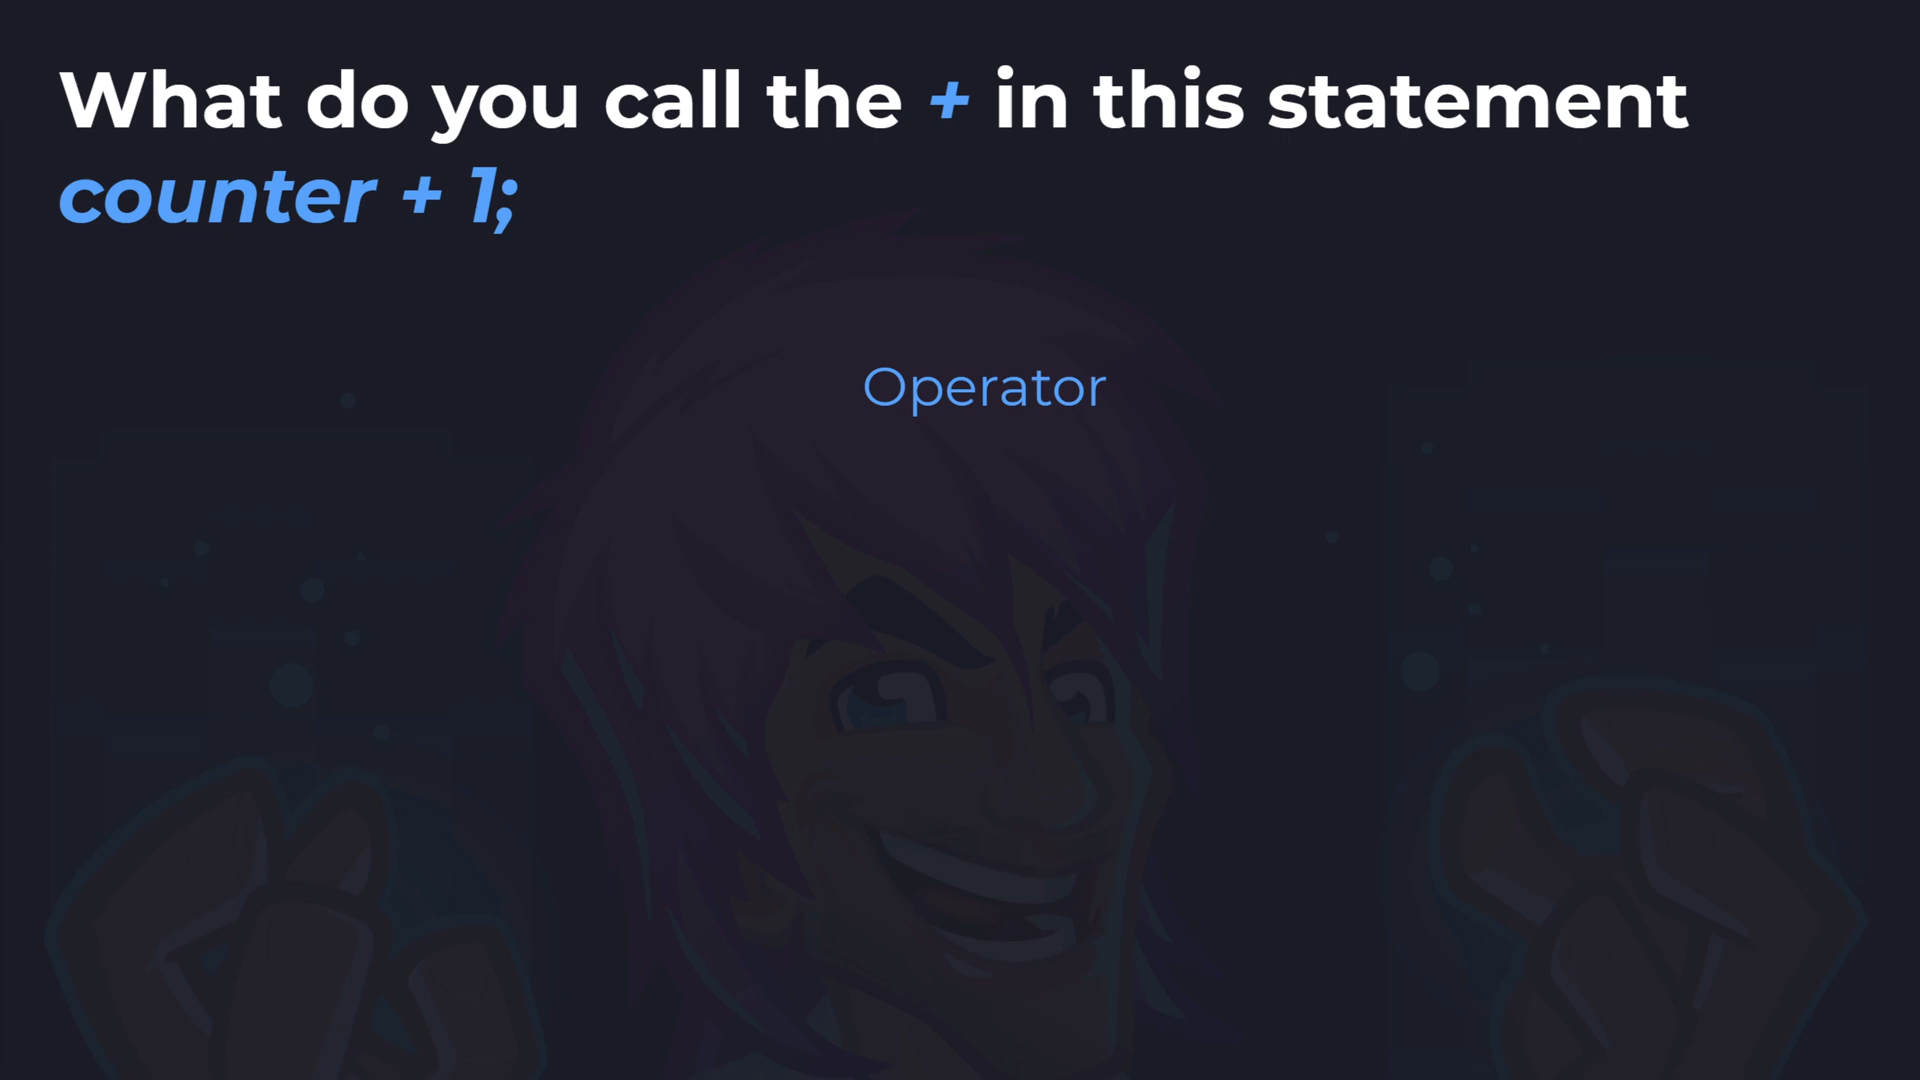 What do you call the + in this statement
counter + 1;
Operator